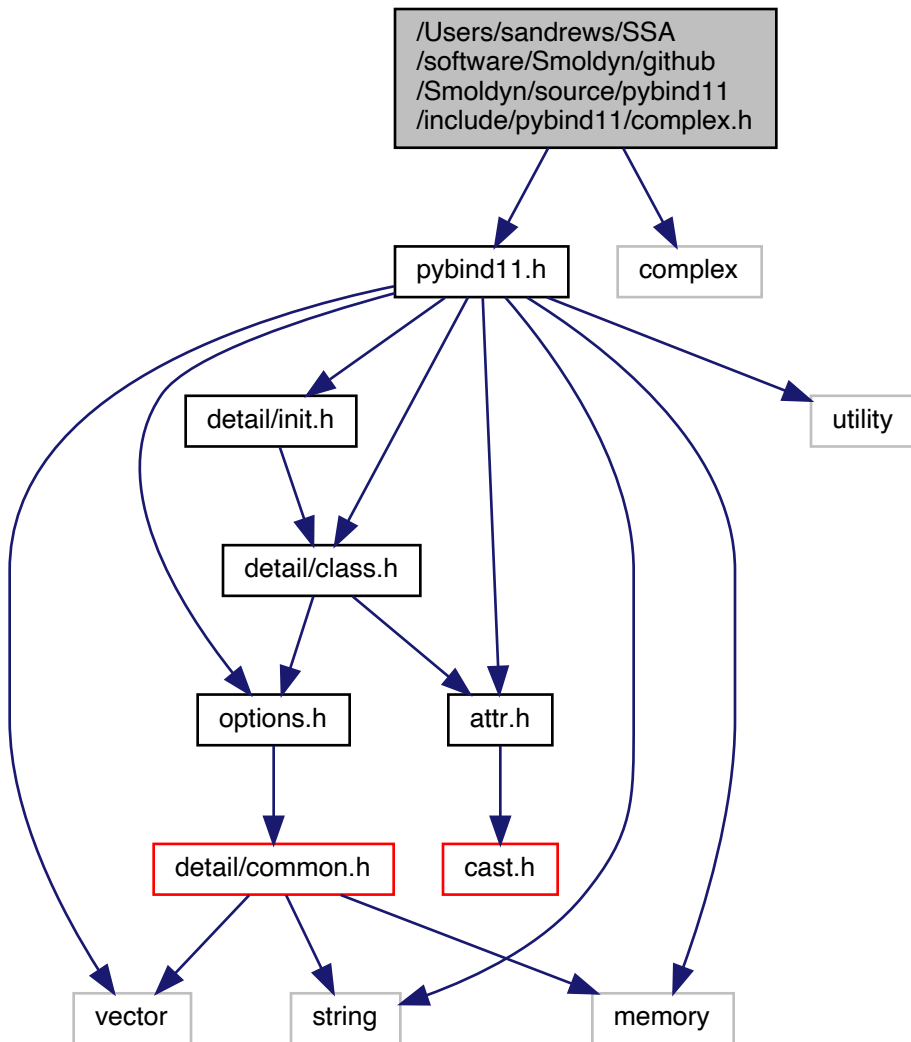 /Users/sandrews/SSA
/software/Smoldyn/github
/Smoldyn/source/pybind11
/include/pybind11/complex.h
pybind11.h
complex
detail/init.h
utility
detail/class.h
options.h
attr.h
detail/common.h
cast.h
vector
string
memory